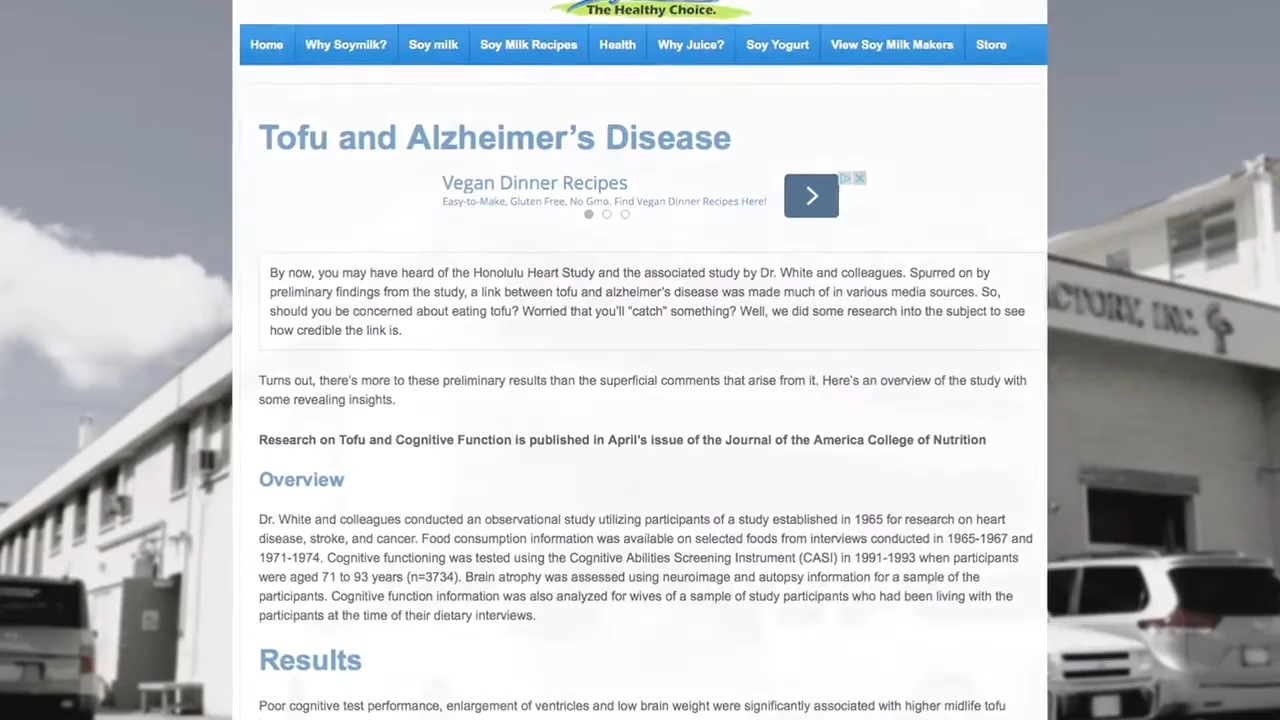 The Healthy Choice.
Home Why Soymilk? Soy milk Soy Milk Recipes Health Why Juice? Soy Yogurt View Soy Milk Makers Store
Tofu and Alzheimer's Disease
Vegan Dinner Recipes
Easy-to-Make, Gluten Free, No Gmo. Find Vegan Dinner Recipes Here!
By now, you may have heard of the Honolulu Heart Study and the associated study by Dr. White and colleagues. Spurred on by
preliminary findings from the study, a link between tofu and alzheimer's disease was made much of in various media sources. So,
should you be concerned about eating tofu? Worried that you'll "catch" something? Well, we did some research into the subject to see
how credible the link is.
Turns out, there's more to these preliminary results than the superficial comments that arise from it. Here's an overview of the study with
some revealing insights.
Research on Tofu and Cognitive Function is published in April's issue of the Journal of the America College of Nutrition
Overview
Dr. White and colleagues conducted an observational study utilizing participants of a study established in 1965 for research on heart
disease, stroke, and cancer. Food consumption information was available on selected foods from interviews conducted in 1965-1967 and
1971-1974. Cognitive functioning was tested using the Cognitive Abilities Screening Instrument (CASI) in 1991-1993 when participants
were aged 71 to 93 years (n=3734). Brain atrophy was assessed using neuroimage and autopsy information for a sample of the
participants. Cognitive function information was also analyzed for wives of a sample of study participants who had been living with the
participants at the time of their dietary interviews.
Results
Poor cognitive test performance, enlargement of ventricles and low brain weight were significantly associated with higher midlife tofu
ACTORY, INC.